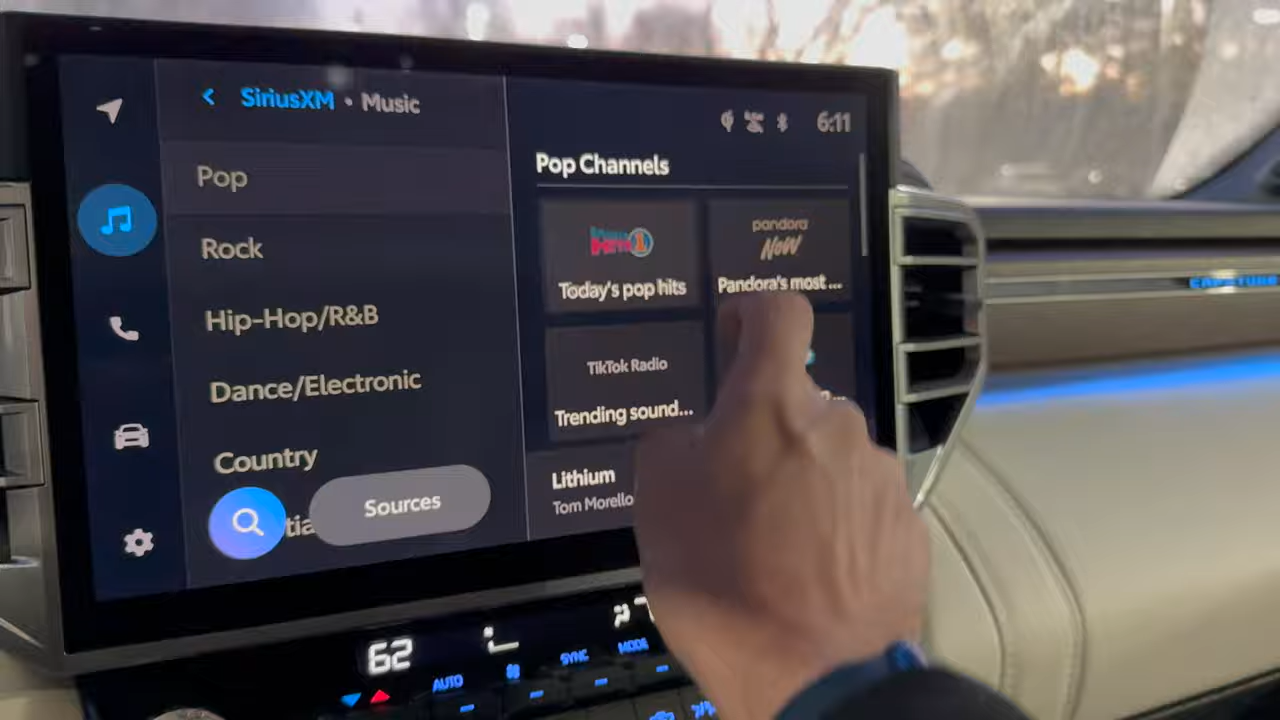 SiriusXM • Music
6:11
Pop
Rock
Hip-Hop/R&B
Dance/Electronic
Country
Sources
Pop Channels
Today's pop hits
pandora
NOW
Pandora's most ...
TikTok Radio
Trending sound...
Lithium
Tom Morello
62
AUTO
SYNC
MODE
CAPSTONE